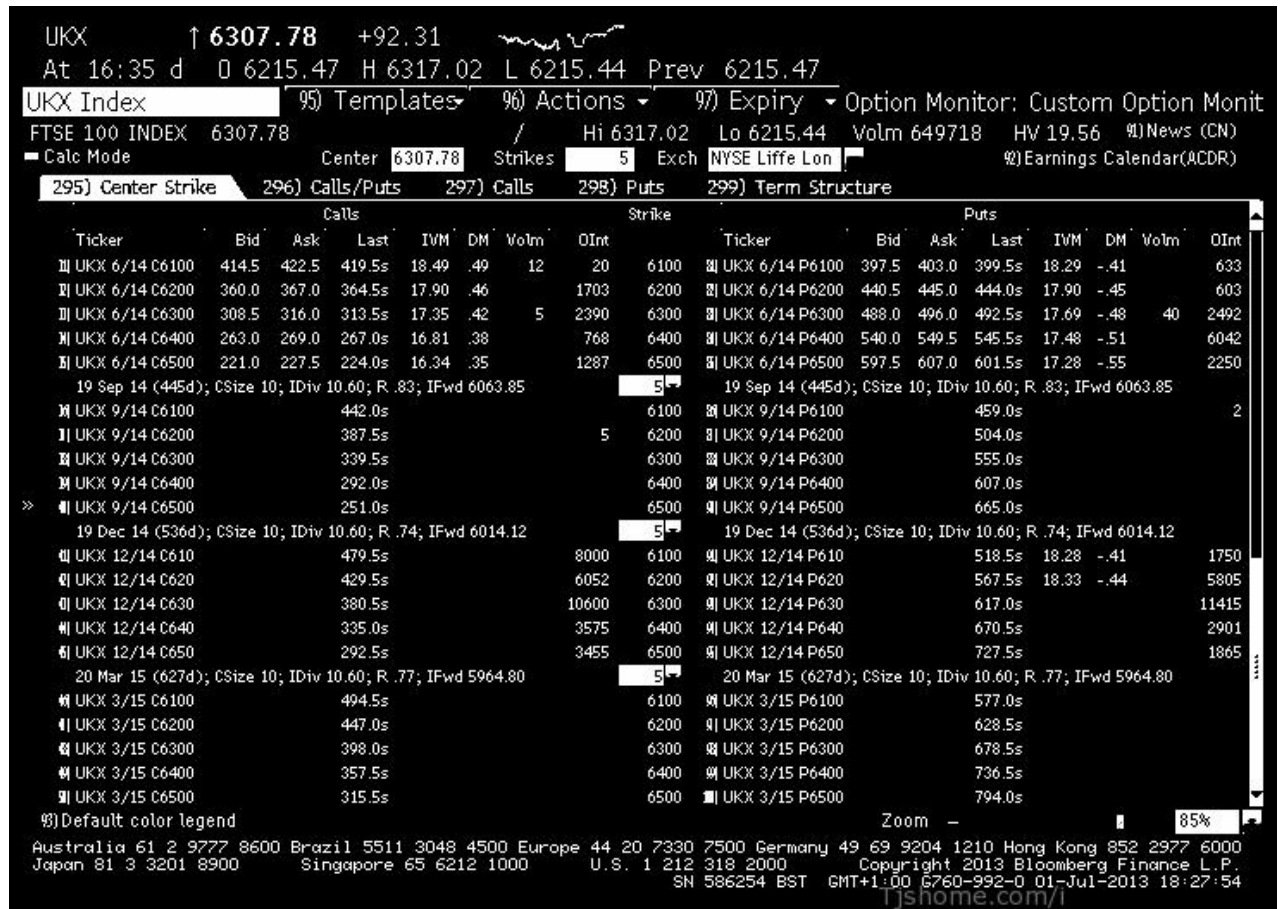 UKX ↑ 6307.78 +92.31
At 16:35 d O 6215.47 H 6317.02 L 6215.44 Prev 6215.47
UKX Index 95) Templates 96) Actions 97) Expiry Option Monitor: Custom Option Monit
FTSE 100 INDEX 6307.78 / Hi 6317.02 Lo 6215.44 Volm 649718 HV 19.56 91)News (CN)
Calc Mode Center 6307.78 Strikes 5 Exch NYSE Liffe Lon 92)Earnings Calendar(ACDR)
295) Center Strike 296) Calls/Puts 297) Calls 298) Puts 299) Term Structure
Calls Strike Puts
Ticker Bid Ask Last IVM DM Volm OInt Ticker Bid Ask Last IVM DM Volm OInt
UKX 6/14 C6100 414.5 422.5 419.5s 18.49 .49 12 20 6100 UKX 6/14 P6100 397.5 403.0 399.5s 18.29 -.41 633
UKX 6/14 C6200 360.0 367.0 364.5s 17.90 .46 1703 6200 UKX 6/14 P6200 440.5 445.0 444.0s 17.90 -.45 603
UKX 6/14 C6300 308.5 316.0 313.5s 17.35 .42 5 2390 6300 UKX 6/14 P6300 488.0 496.0 492.5s 17.69 -.48 40 2492
UKX 6/14 C6400 263.0 269.0 267.0s 16.81 .38 768 6400 UKX 6/14 P6400 540.0 549.5 545.5s 17.48 -.51 6042
UKX 6/14 C6500 221.0 227.5 224.0s 16.34 .35 1287 6500 UKX 6/14 P6500 597.5 607.0 601.5s 17.28 -.55 2250
19 Sep 14 (445d); CSize 10; IDiv 10.60; R .83; IFwd 6063.85 5 19 Sep 14 (445d); CSize 10; IDiv 10.60; R .83; IFwd 6063.85
UKX 9/14 C6100 442.0s 6100 UKX 9/14 P6100 459.0s 2
UKX 9/14 C6200 387.5s 5 6200 UKX 9/14 P6200 504.0s
UKX 9/14 C6300 339.5s 6300 UKX 9/14 P6300 555.0s
UKX 9/14 C6400 292.0s 6400 UKX 9/14 P6400 607.0s
» UKX 9/14 C6500 251.0s 6500 UKX 9/14 P6500 665.0s
19 Dec 14 (536d); CSize 10; IDiv 10.60; R .74; IFwd 6014.12 5 19 Dec 14 (536d); CSize 10; IDiv 10.60; R .74; IFwd 6014.12
UKX 12/14 C610 479.5s 8000 6100 UKX 12/14 P610 518.5s 18.28 -.41 1750
UKX 12/14 C620 429.5s 6052 6200 UKX 12/14 P620 567.5s 18.33 -.44 5805
UKX 12/14 C630 380.5s 10600 6300 UKX 12/14 P630 617.0s 11415
UKX 12/14 C640 335.0s 3575 6400 UKX 12/14 P640 670.5s 2901
UKX 12/14 C650 292.5s 3455 6500 UKX 12/14 P650 727.5s 1865
20 Mar 15 (627d); CSize 10; IDiv 10.60; R .77; IFwd 5964.80 5 20 Mar 15 (627d); CSize 10; IDiv 10.60; R .77; IFwd 5964.80
UKX 3/15 C6100 494.5s 6100 UKX 3/15 P6100 577.0s
UKX 3/15 C6200 447.0s 6200 UKX 3/15 P6200 628.5s
UKX 3/15 C6300 398.0s 6300 UKX 3/15 P6300 678.5s
UKX 3/15 C6400 357.5s 6400 UKX 3/15 P6400 736.5s
UKX 3/15 C6500 315.5s 6500 UKX 3/15 P6500 794.0s
93)Default color legend Zoom – 85%
Australia 61 2 9777 8600 Brazil 5511 3048 4500 Europe 44 20 7330 7500 Germany 49 69 9204 1210 Hong Kong 852 2977 6000
Japan 81 3 3201 8900 Singapore 65 6212 1000 U.S. 1 212 318 2000 Copyright 2013 Bloomberg Finance L.P.
SN 586254 BST GMT+1:00 G760-992-0 01-Jul-2013 18:27:54
Tjshome.com/i